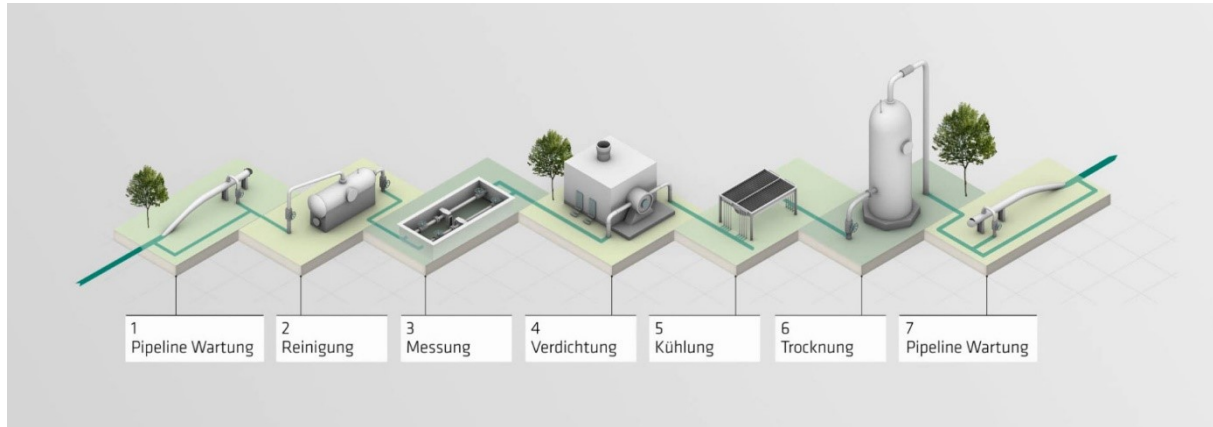 1
Pipeline Wartung
2
Reinigung
3
Messung
4
Verdichtung
5
Kühlung
6
Trocknung
7
Pipeline Wartung